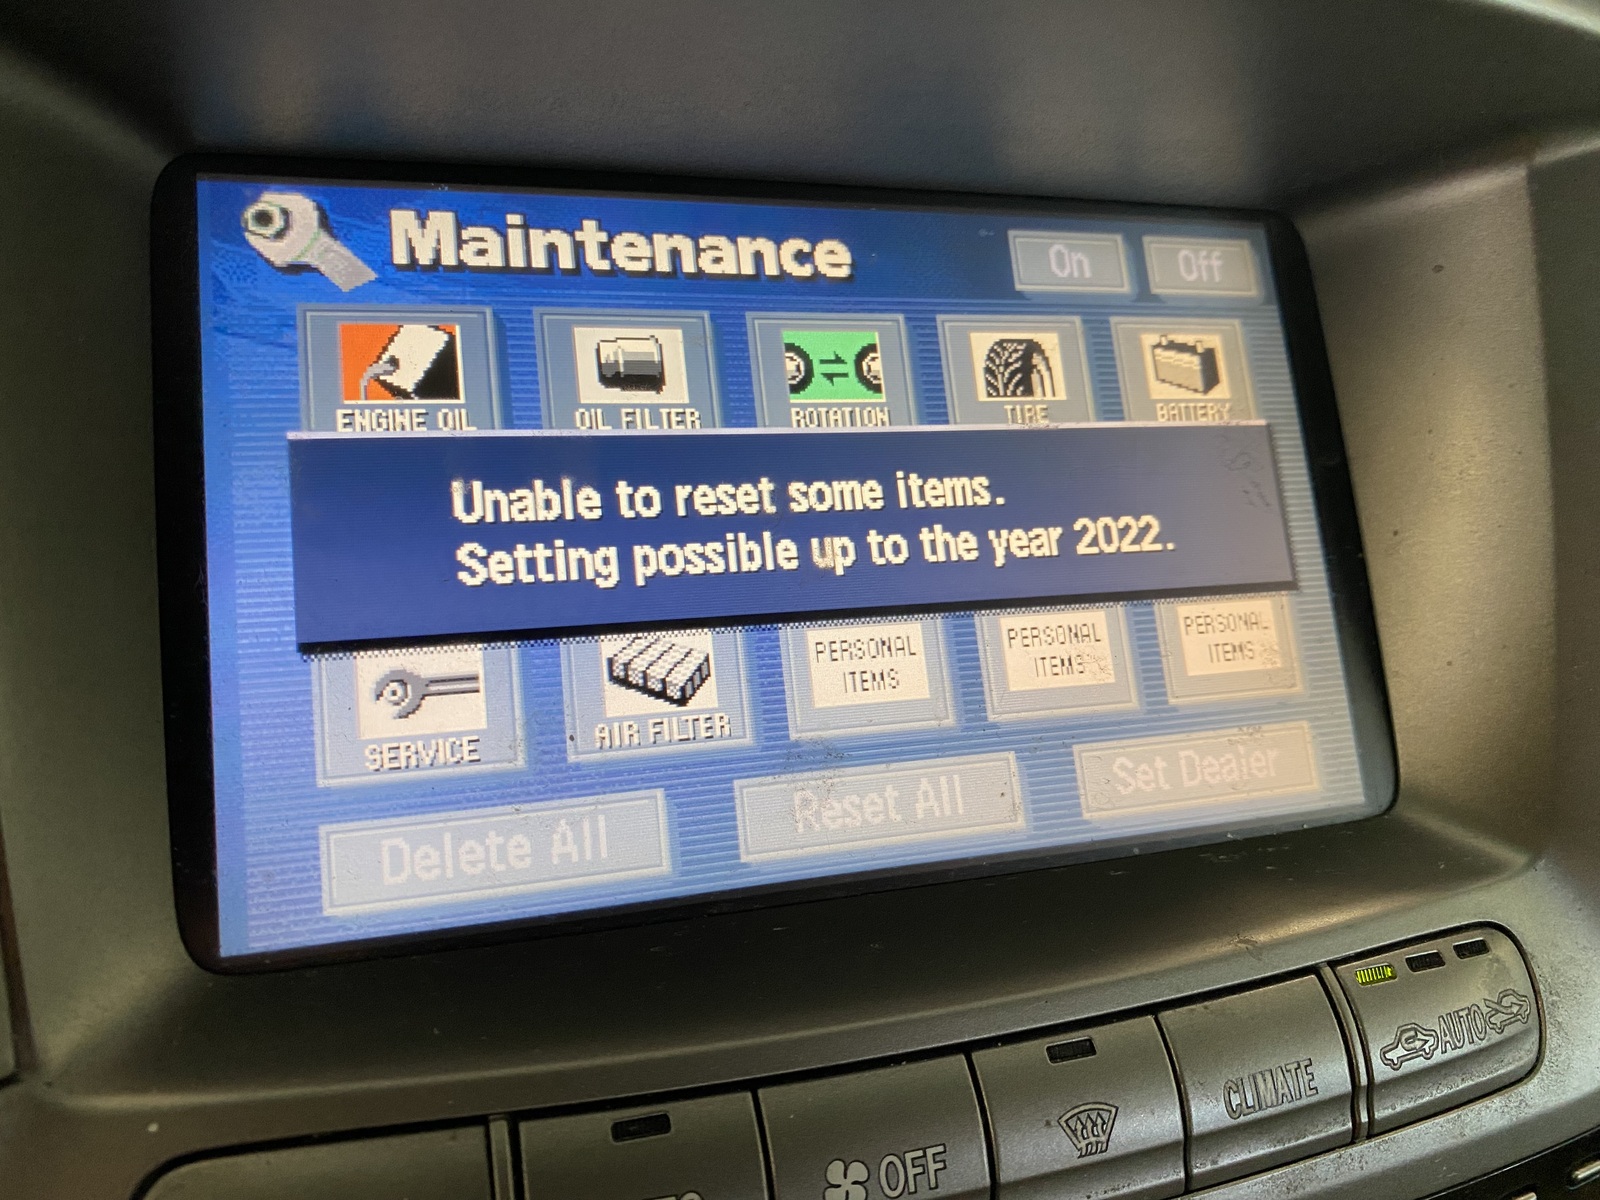 Maintenance
On
Off
ENGINE OIL
OIL FILTER
ROTATION
TIRE
BATTERY
Unable to reset some items.
Setting possible up to the year 2022.
SERVICE
AIR FILTER
PERSONAL
ITEMS
PERSONAL
ITEMS
PERSONAL
ITEMS
Delete All
Reset All
Set Dealer
OFF
CLIMATE
AUTO